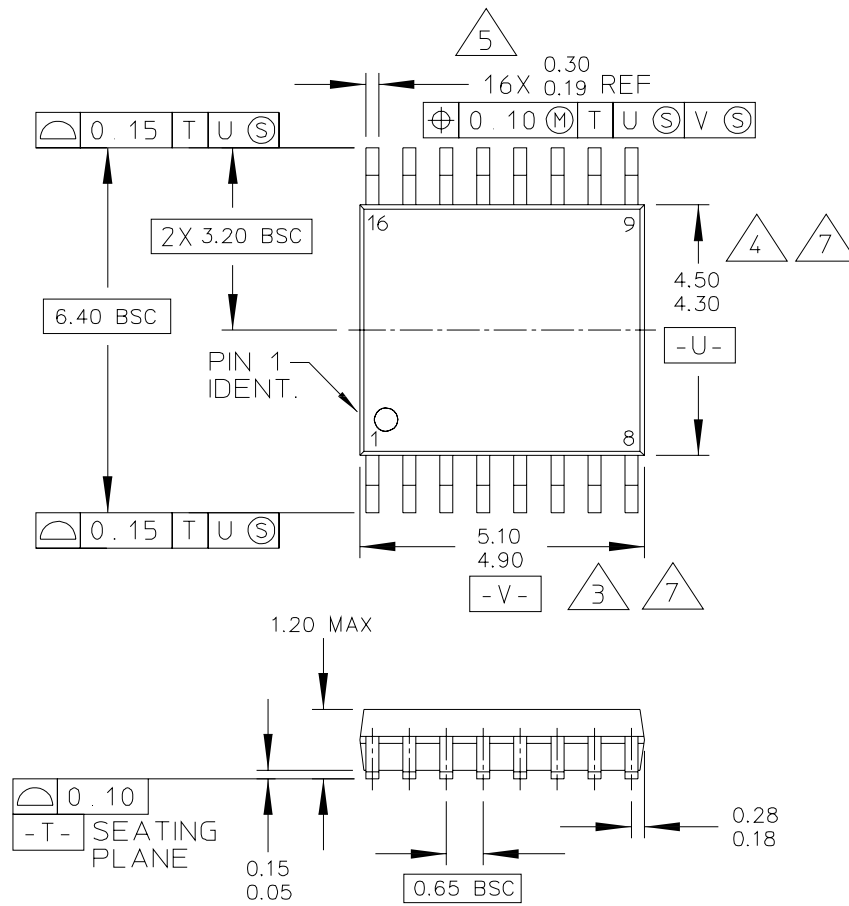 5
16X 0.30 0.19 REF
⌖ 0.10 Ⓜ T U Ⓢ V Ⓢ
⌓ 0.15 T U Ⓢ
2X 3.20 BSC
16
9
4
7
4.50
4.30
-U-
6.40 BSC
PIN 1
IDENT.
1
8
⌓ 0.15 T U Ⓢ
5.10
4.90
-V-
3
7
1.20 MAX
⌓ 0.10
-T- SEATING
PLANE
0.15
0.05
0.65 BSC
0.28
0.18